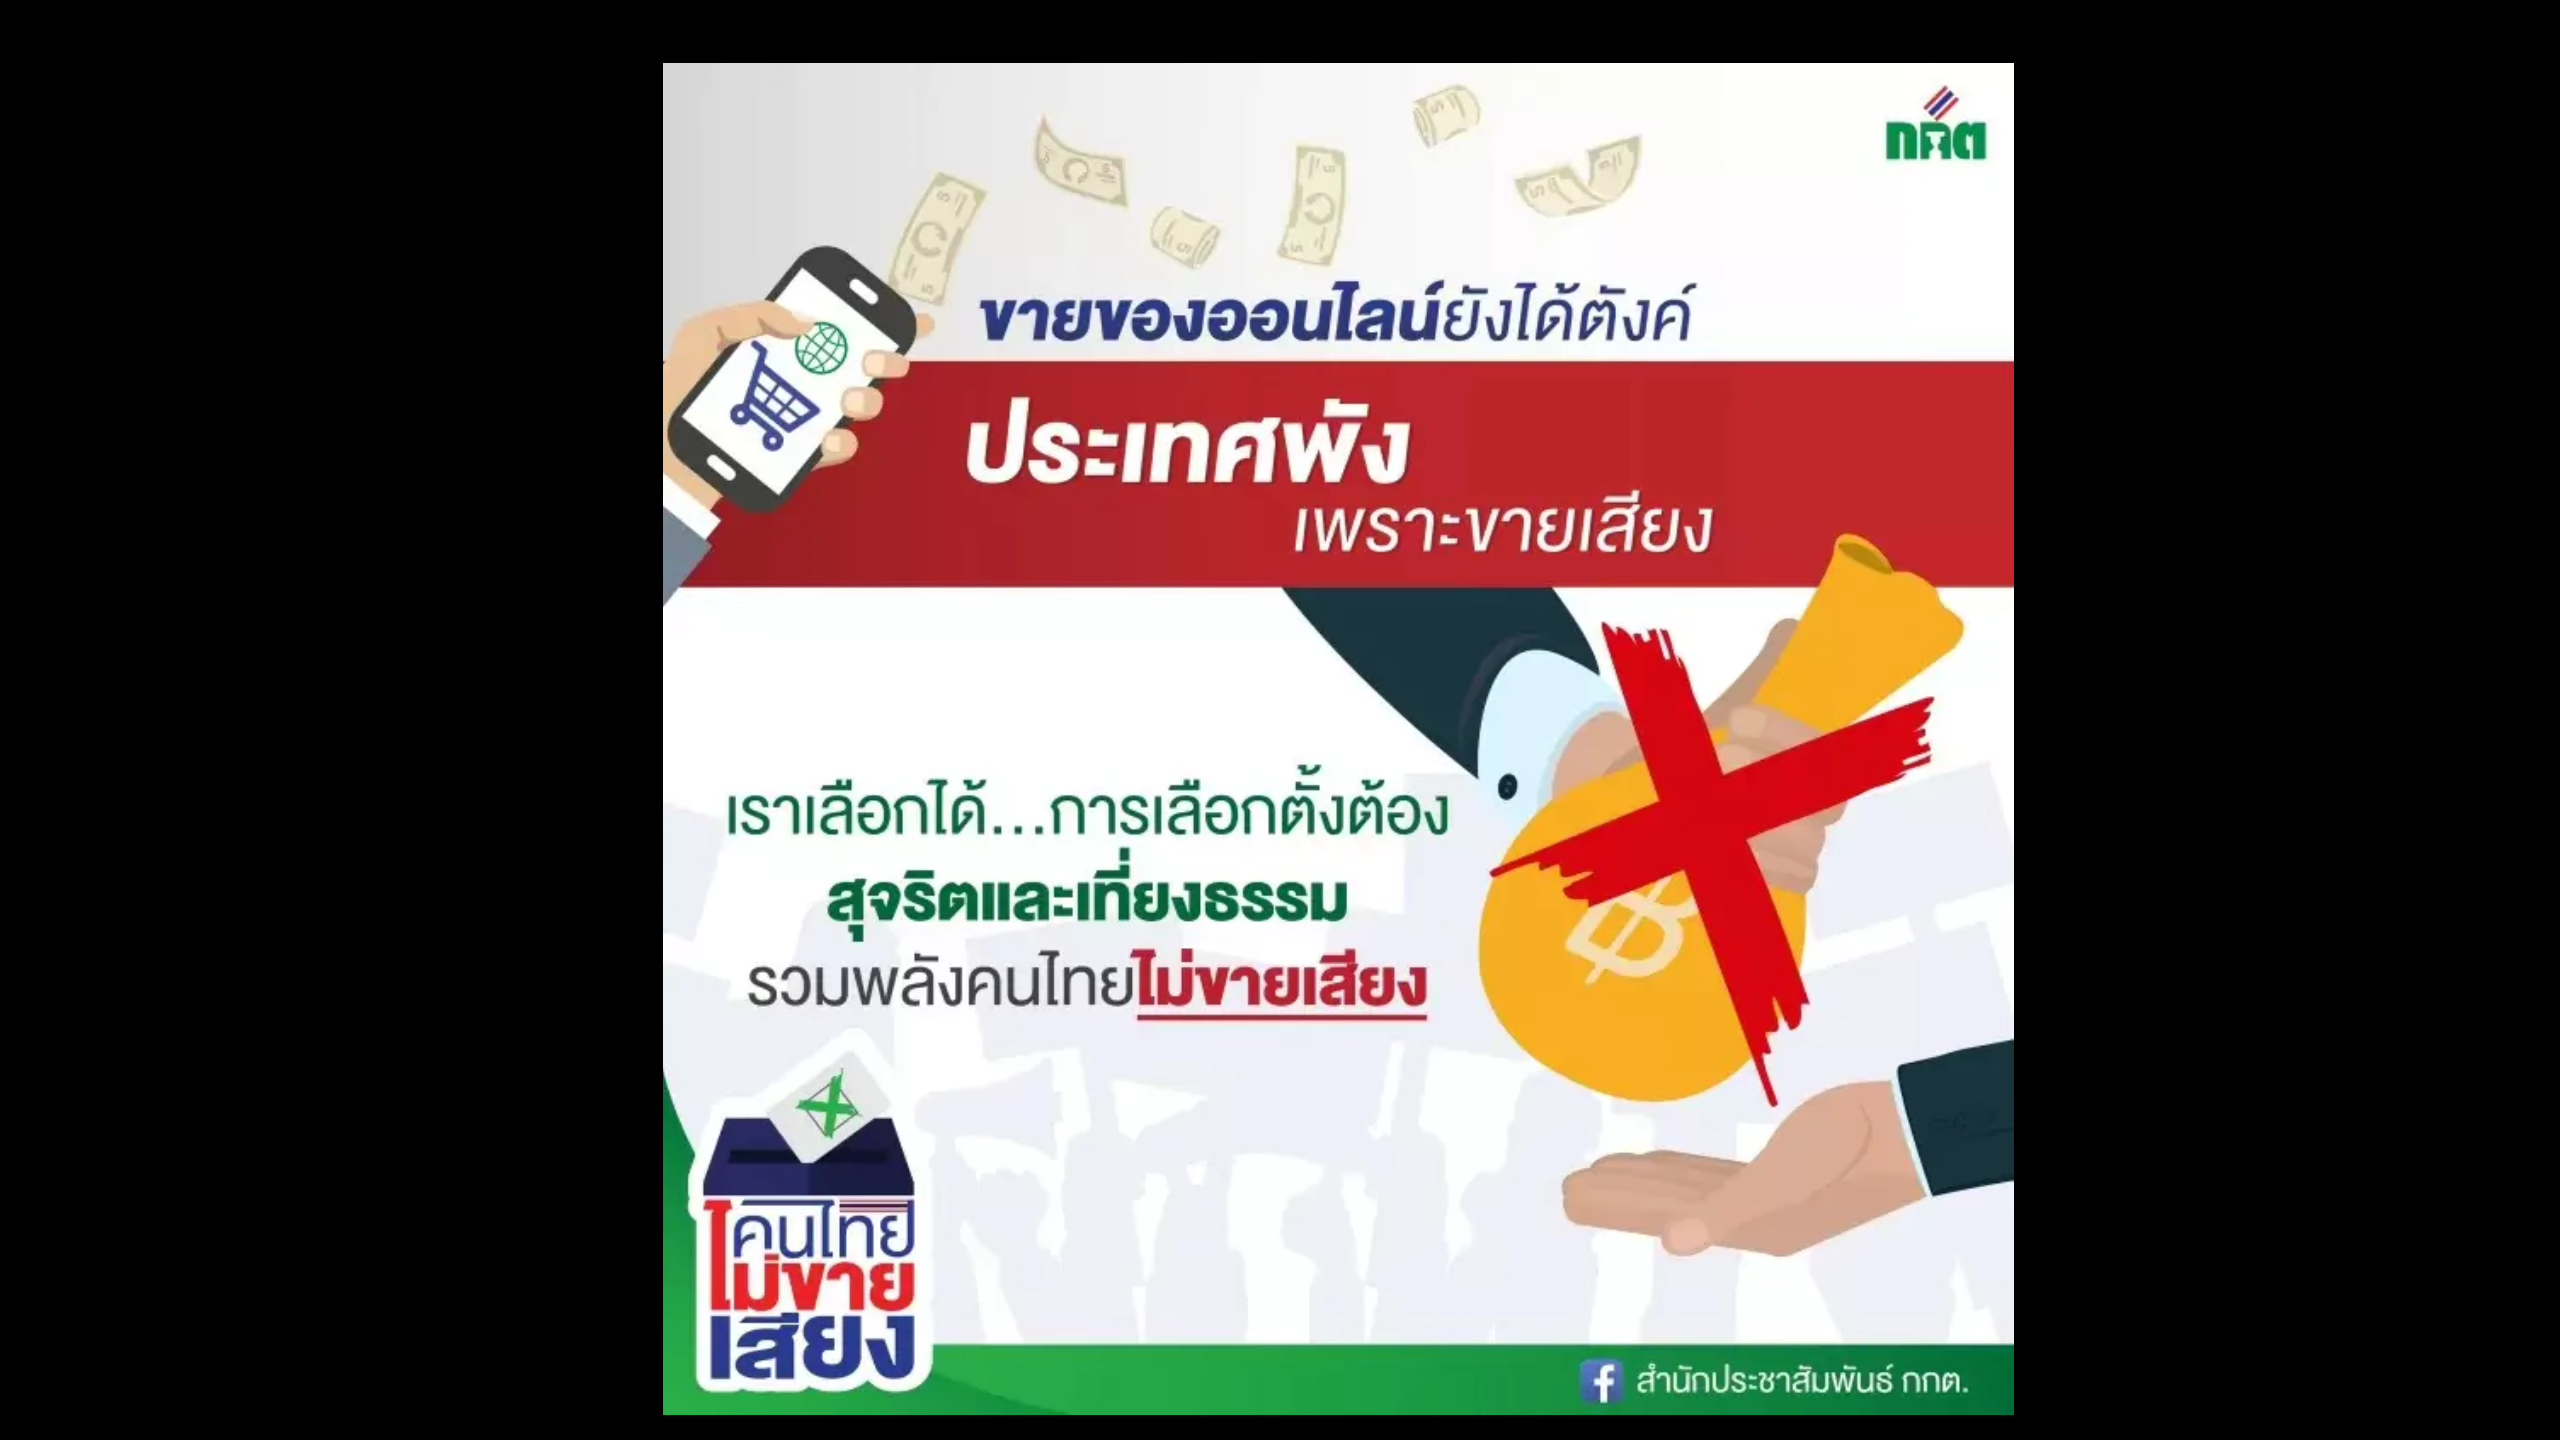 กกต
ขายของออนไลน์ยังได้ตังค์
ประเทศพัง
เพราะขายเสียง
เราเลือกได้...การเลือกตั้งต้อง
สุจริตและเที่ยงธรรม
รวมพลังคนไทยไม่ขายเสียง
฿
คนไทย
ไม่ขาย
เสียง
สำนักประชาสัมพันธ์ กกต.